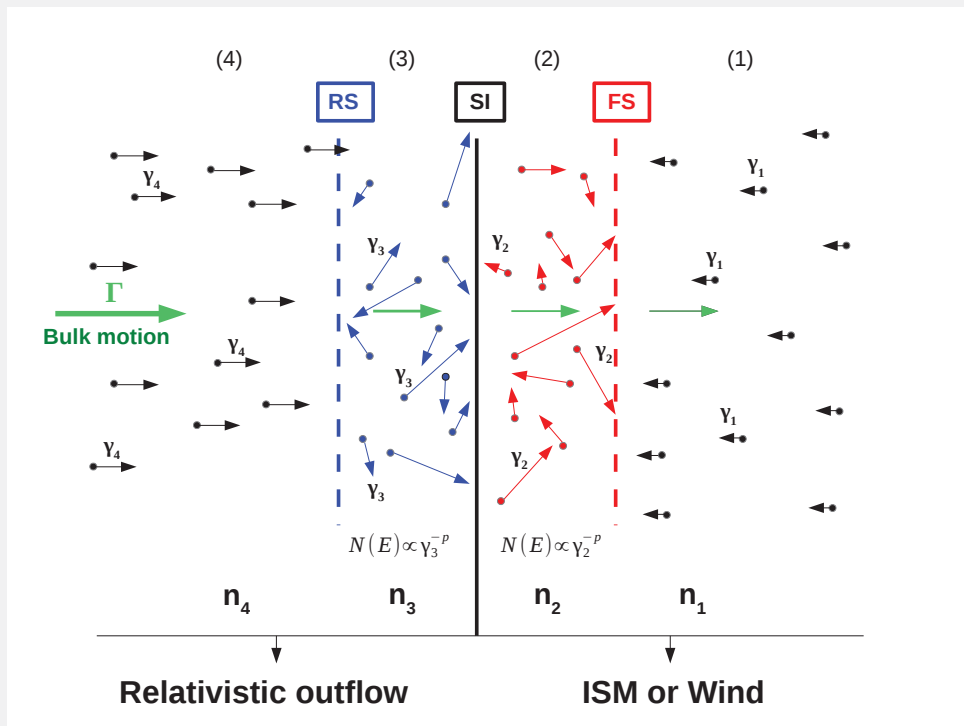 (4) (3) (2) (1)
RS SI FS
γ₄
γ₁
γ₃
γ₂
γ₁
Γ
Bulk motion
γ₄
γ₂
γ₃
γ₁
γ₄
γ₂
γ₃
N(E)∝γ₃⁻ᵖ N(E)∝γ₂⁻ᵖ
n₄ n₃ n₂ n₁
Relativistic outflow ISM or Wind